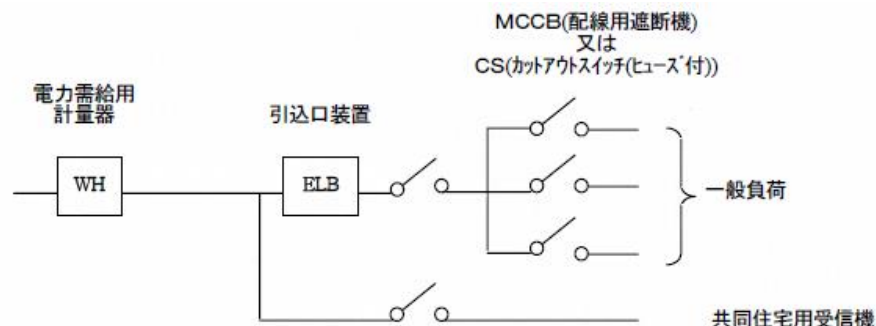 MCCB(配線用遮断機)
又は
CS(カットアウトスイッチ(ヒューズ付))
電力需給用
計量器
引込口装置
WH
ELB
一般負荷
共同住宅用受信機